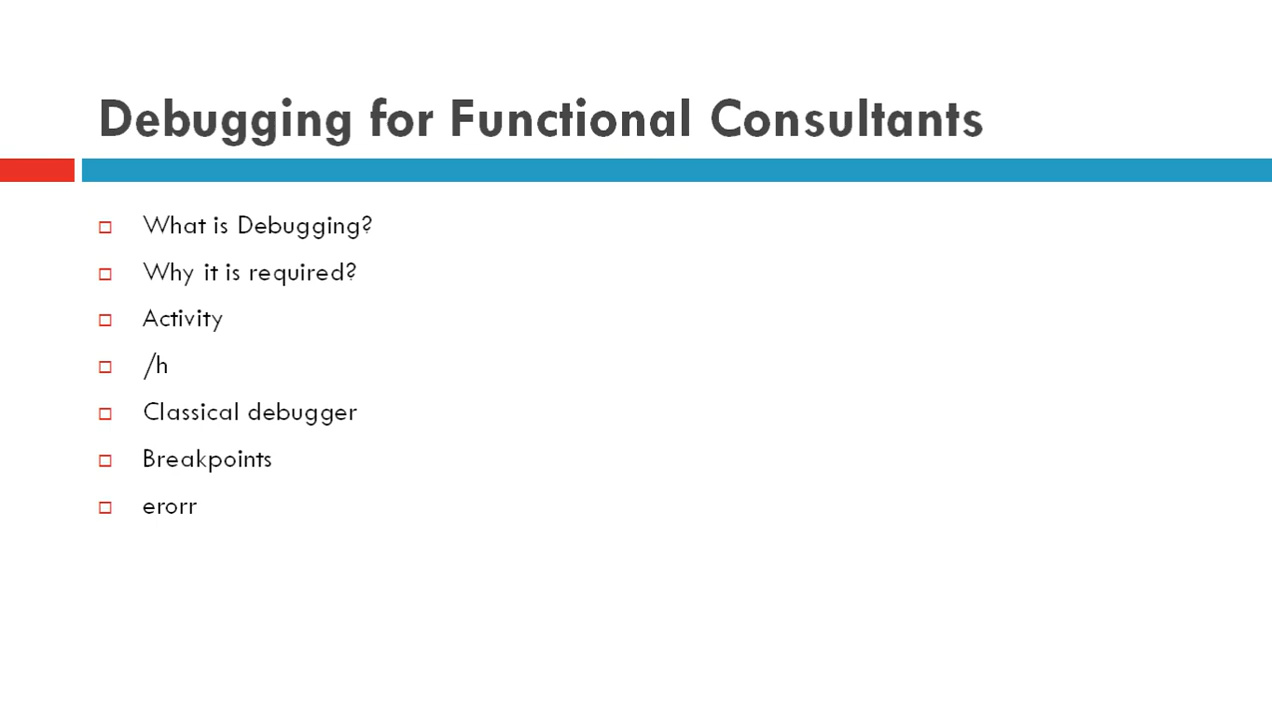 Debugging for Functional Consultants
What is Debugging?
Why it is required?
Activity
/h
Classical debugger
Breakpoints
erorr